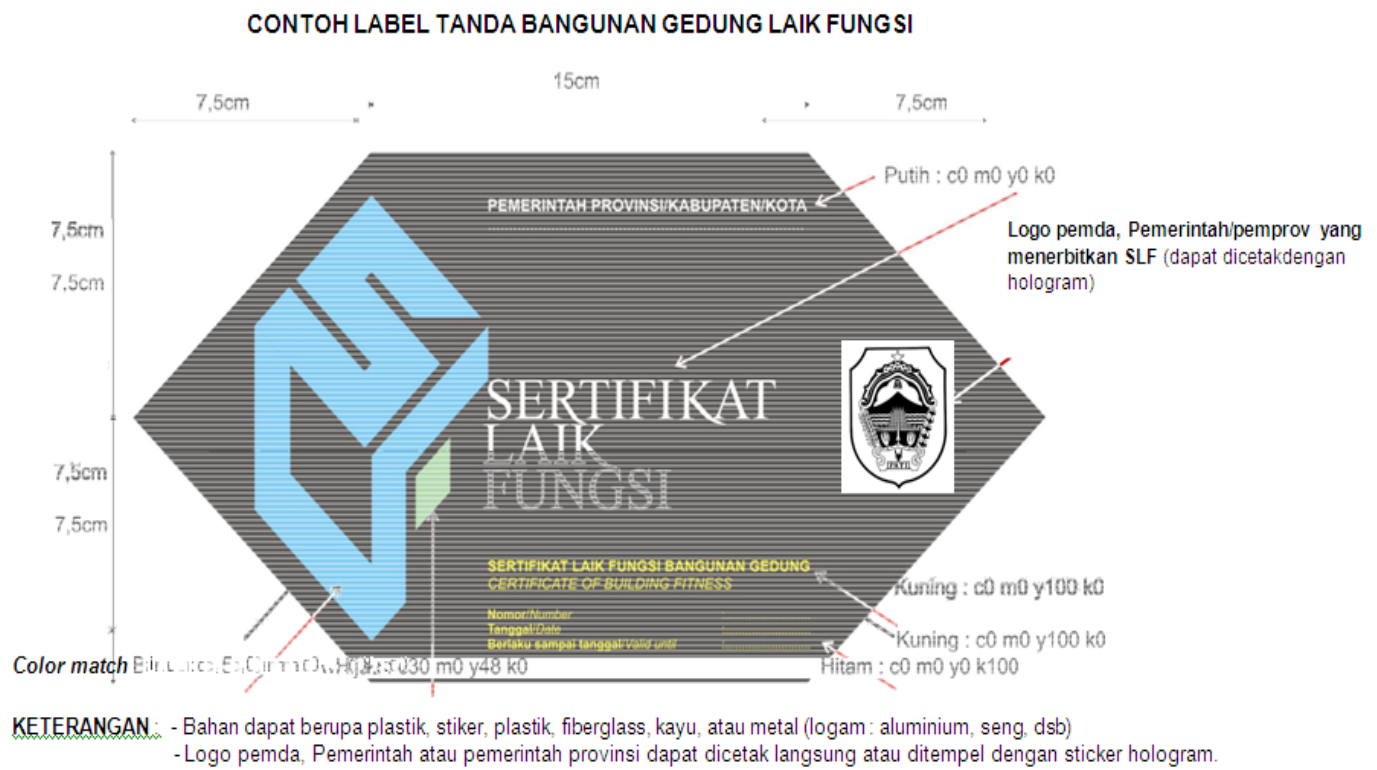 CONTOH LABEL TANDA BANGUNAN GEDUNG LAIK FUNGSI
15cm
7,5cm
7,5cm
Putih : c0 m0 y0 k0
PEMERINTAH PROVINSI/KABUPATEN/KOTA
7,5cm
Logo pemda, Pemerintah/pemprov yang
menerbitkan SLF (dapat dicetakdengan
hologram)
7,5cm
SERTIFIKAT
LAIK
FUNGSI
PATI
7,5cm
7,5cm
SERTIFIKAT LAIK FUNGSI BANGUNAN GEDUNG
CERTIFICATE OF BUILDING FITNESS
Kuning : c0 m0 y100 k0
Nomor/Number :
Tanggal/Date :
Berlaku sampai tanggal/Valid until :
Kuning : c0 m0 y100 k0
Color match m0 y48 k0
Hitam : c0 m0 y0 k100
KETERANGAN : - Bahan dapat berupa plastik, stiker, plastik, fiberglass, kayu, atau metal (logam : aluminium, seng, dsb)
- Logo pemda, Pemerintah atau pemerintah provinsi dapat dicetak langsung atau ditempel dengan sticker hologram.